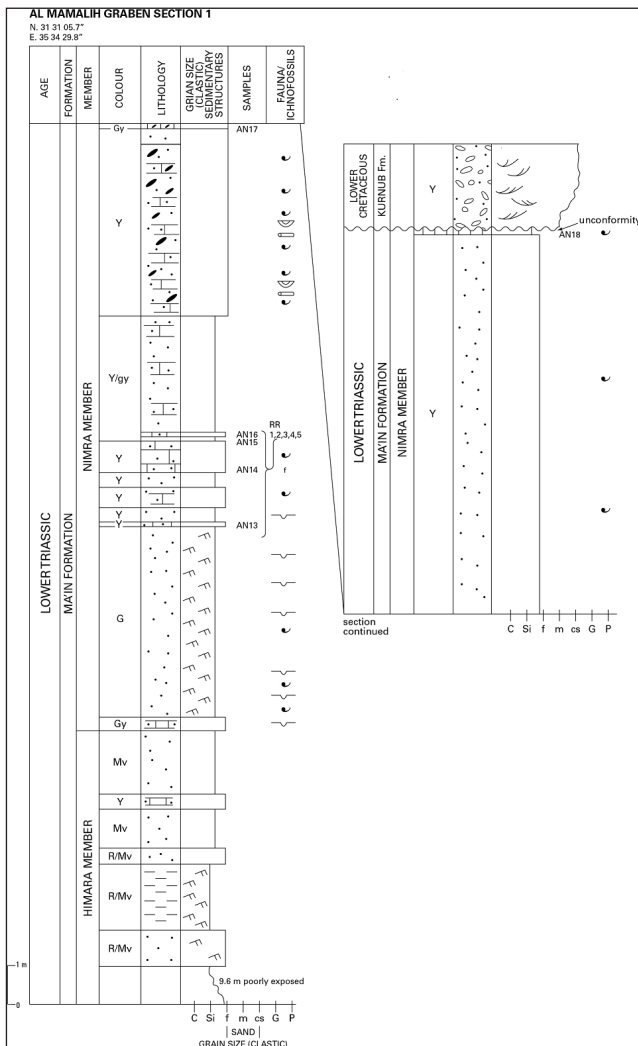 AL MAMALIH GRABEN SECTION 1
N. 31 31 05.7"
E. 35 34 29.8"
AGE
FORMATION
MEMBER
COLOUR
LITHOLOGY
GRIAN SIZE
(CLASTIC)
SEDIMENTARY
STRUCTURES
SAMPLES
FAUNA/
ICHNOFOSSILS
LOWER TRIASSIC
MA'IN FORMATION
NIMRA MEMBER
HIMARA MEMBER
Gy
AN17
Y
Y/gy
RR
1,2,3,4,5
AN16
AN15
Y
AN14
f
Y
Y
Y
Y
AN13
G
Gy
Mv
Y
Mv
R/Mv
R/Mv
R/Mv
1 m
0
9.6 m poorly exposed
C Si f m cs G P
SAND
GRAIN SIZE (CLASTIC)
LOWER
CRETACEOUS
KURNUB Fm.
Y
unconformity
AN18
LOWER TRIASSIC
MA'IN FORMATION
NIMRA MEMBER
Y
section
continued
C Si f m cs G P